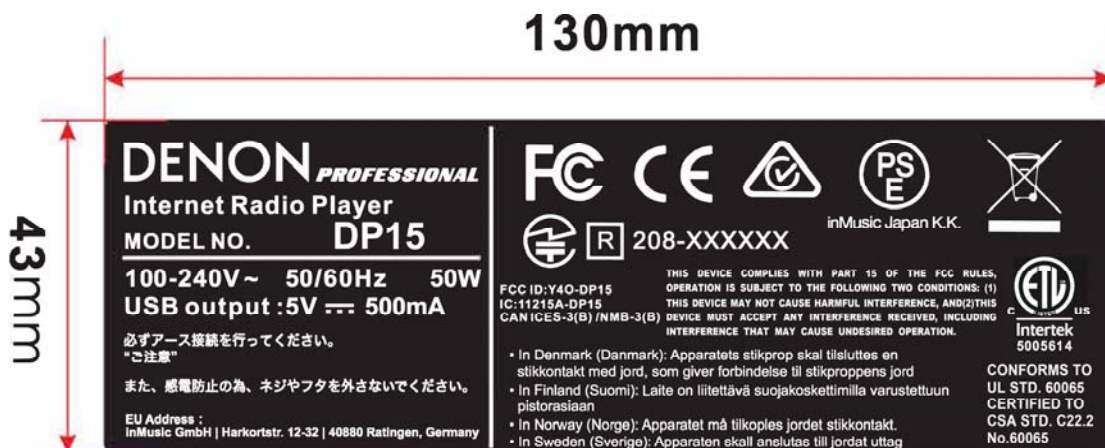 130mm
43mm
DENON PROFESSIONAL
Internet Radio Player
MODEL NO. DP15
100-240V~ 50/60Hz 50W
USB output :5V ⎓ 500mA
必ずアース接続を行ってください。
“ご注意”
また、感電防止の為、ネジやフタを外さないでください。
EU Address :
inMusic GmbH | Harkortstr. 12-32 | 40880 Ratingen, Germany
FC CE PS E
inMusic Japan K.K.
R 208-XXXXXX
FCC ID:Y4O-DP15
IC:11215A-DP15
CAN ICES-3(B) /NMB-3(B)
THIS DEVICE COMPLIES WITH PART 15 OF THE FCC RULES,
OPERATION IS SUBJECT TO THE FOLLOWING TWO CONDITIONS: (1)
THIS DEVICE MAY NOT CAUSE HARMFUL INTERFERENCE, AND(2)THIS
DEVICE MUST ACCEPT ANY INTERFERENCE RECEIVED, INCLUDING
INTERFERENCE THAT MAY CAUSE UNDESIRED OPERATION.
• In Denmark (Danmark): Apparatets stikprop skal tilsluttes en
stikkontakt med jord, som giver forbindelse til stikproppens jord
• In Finland (Suomi): Laite on liitettävä suojakoskettimilla varustettuun
pistorasiaan
• In Norway (Norge): Apparatet må tilkoples jordet stikkontakt.
• In Sweden (Sverige): Apparaten skall anslutas till jordat uttag
ETL
C US
Intertek
5005614
CONFORMS TO
UL STD. 60065
CERTIFIED TO
CSA STD. C22.2
No.60065